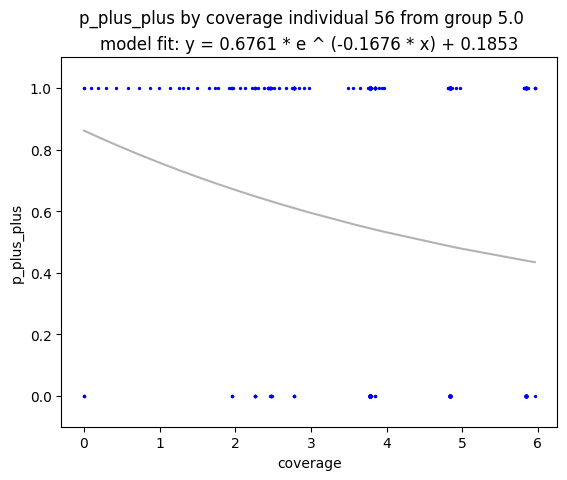 p_plus_plus by coverage individual 56 from group 5.0
model fit: y = 0.6761 * e ^ (-0.1676 * x) + 0.1853
1.0
0.8
0.6
0.4
0.2
0.0
p_plus_plus
0 1 2 3 4 5 6
coverage